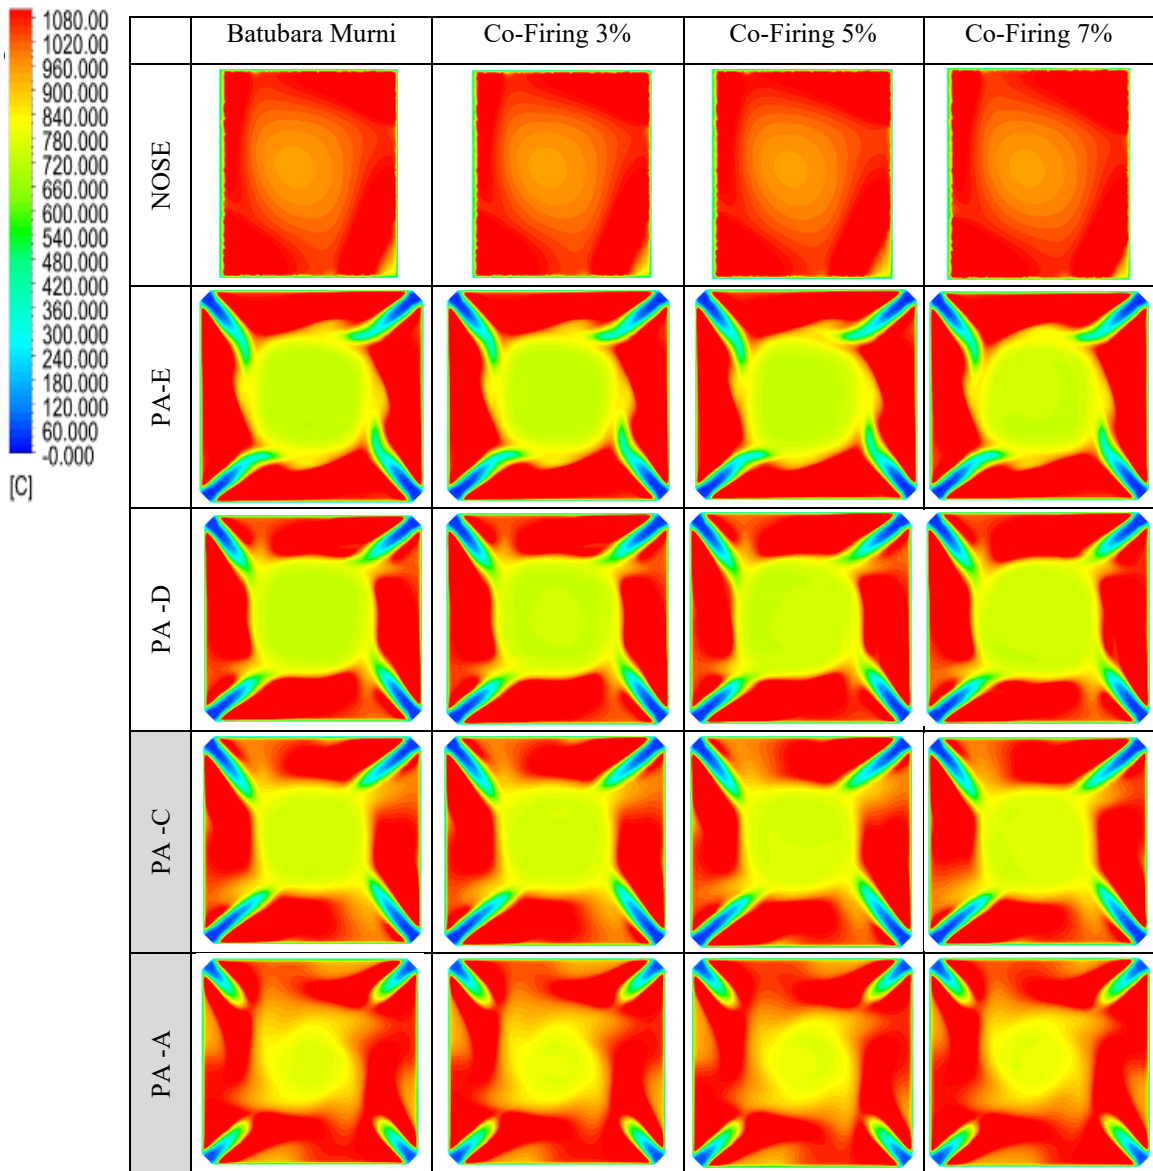 1080.00
1020.00
960.000
900.000
840.000
780.000
720.000
660.000
600.000
540.000
480.000
420.000
360.000
300.000
240.000
180.000
120.000
60.000
-0.000
[C]
Batubara Murni Co-Firing 3% Co-Firing 5% Co-Firing 7%
NOSE
PA-E
PA -D
PA -C
PA -A